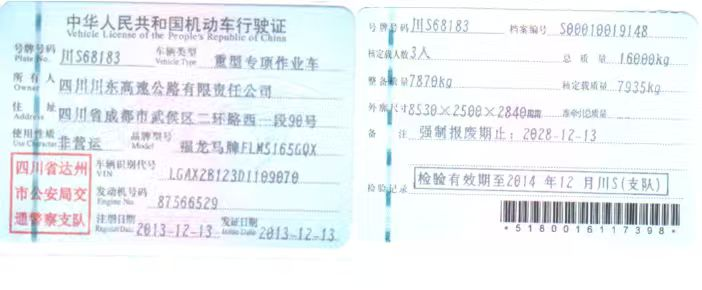 中华人民共和国机动车行驶证
Vehicle License of the People's Republic of China
号牌号码 川S68183 车辆类型 重型专项作业车
Plate No. Vehicle Type
所有人 四川川东高速公路有限责任公司
Owner
住址 四川省成都市武侯区二环路西一段90号
Address
使用性质 非营运 品牌型号 强龙马牌FLM5165GQX
Use Character Model
四川省达州
市公安局交
通警察支队
车辆识别代号 LGAX2B123D1109070
VIN
发动机号码 87566529
Engine No.
注册日期 2013-12-13 发证日期 2013-12-13
Register Date Issue Date
号牌号码 川S68183 档案编号 S00010019148
核定载人数 3人 总质量 16000kg
整备质量 7870kg 核定载质量 7935kg
外廓尺寸 8530×2500×2840 准牵引总质量
备注 强制报废期止：2028-12-13
检验记录 检验有效期至2014 年12 月川S(支队)
*5180016117398*